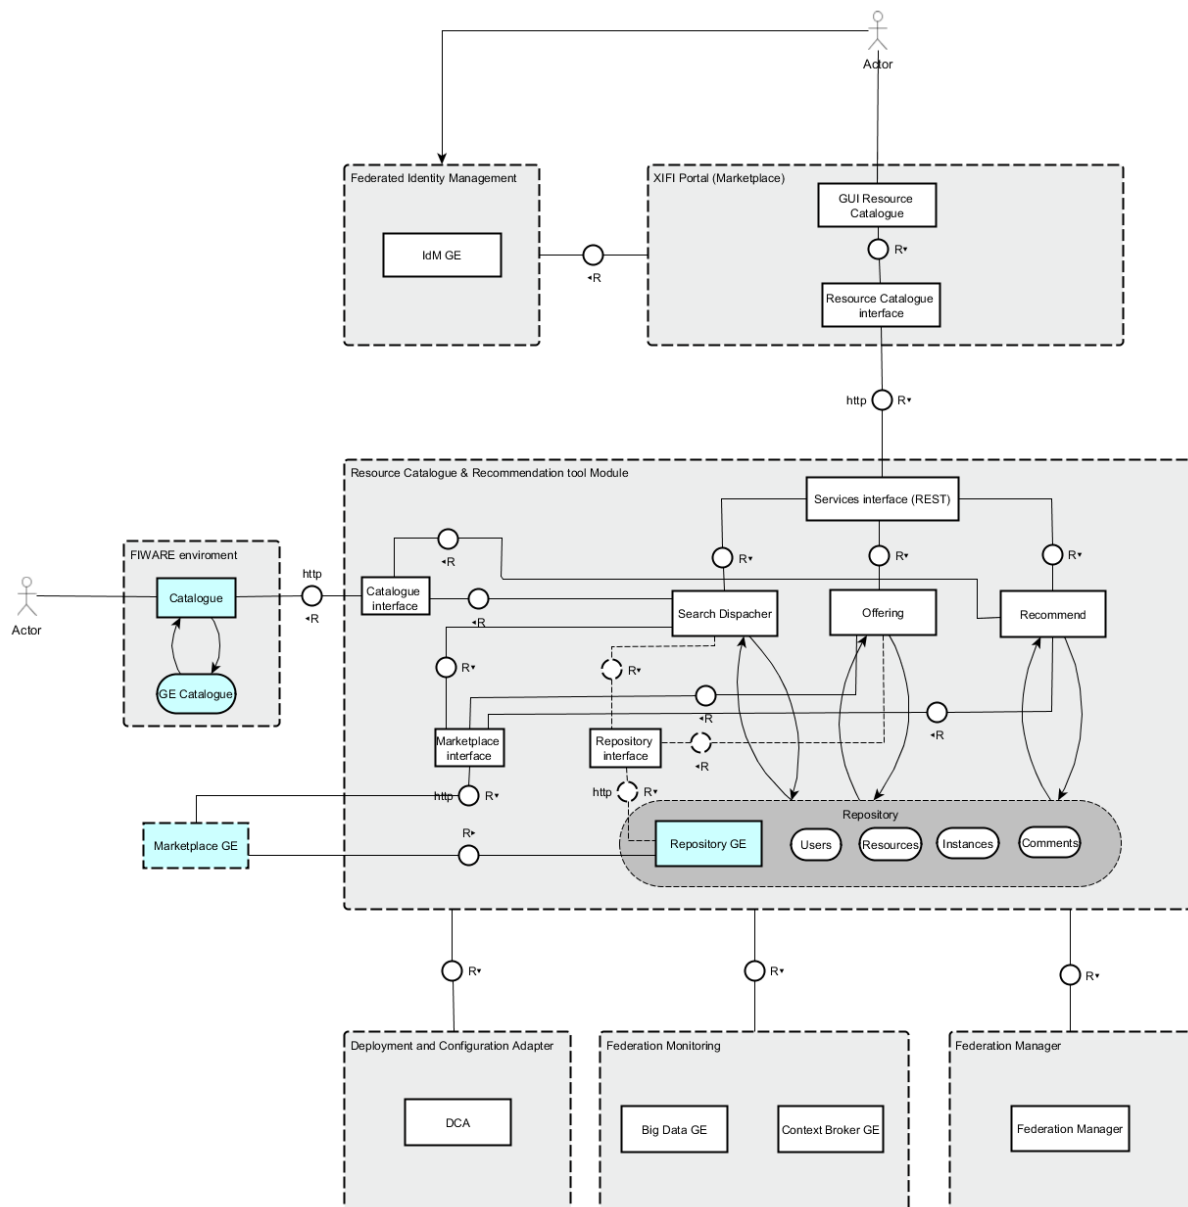 Actor
Federated Identity Management
XIFI Portal (Marketplace)
GUI Resource
Catalogue
IdM GE
R▾
◂R
Resource Catalogue
interface
http
R▾
Resource Catalogue & Recommendation tool Module
Services interface (REST)
FIWARE enviroment
◂R
R▾
R▾
R▾
http
Catalogue
Catalogue
interface
◂R
◂R
Search Dispacher
Offering
Recommend
Actor
GE Catalogue
R▾
R▾
◂R
◂R
Marketplace
interface
Repository
interface
◂R
http
R▾
http
R▾
Repository
Marketplace GE
R▸
Repository GE
Users
Resources
Instances
Comments
R▾
R▾
R▾
Deployment and Configuration Adapter
Federation Monitoring
Federation Manager
DCA
Big Data GE
Context Broker GE
Federation Manager